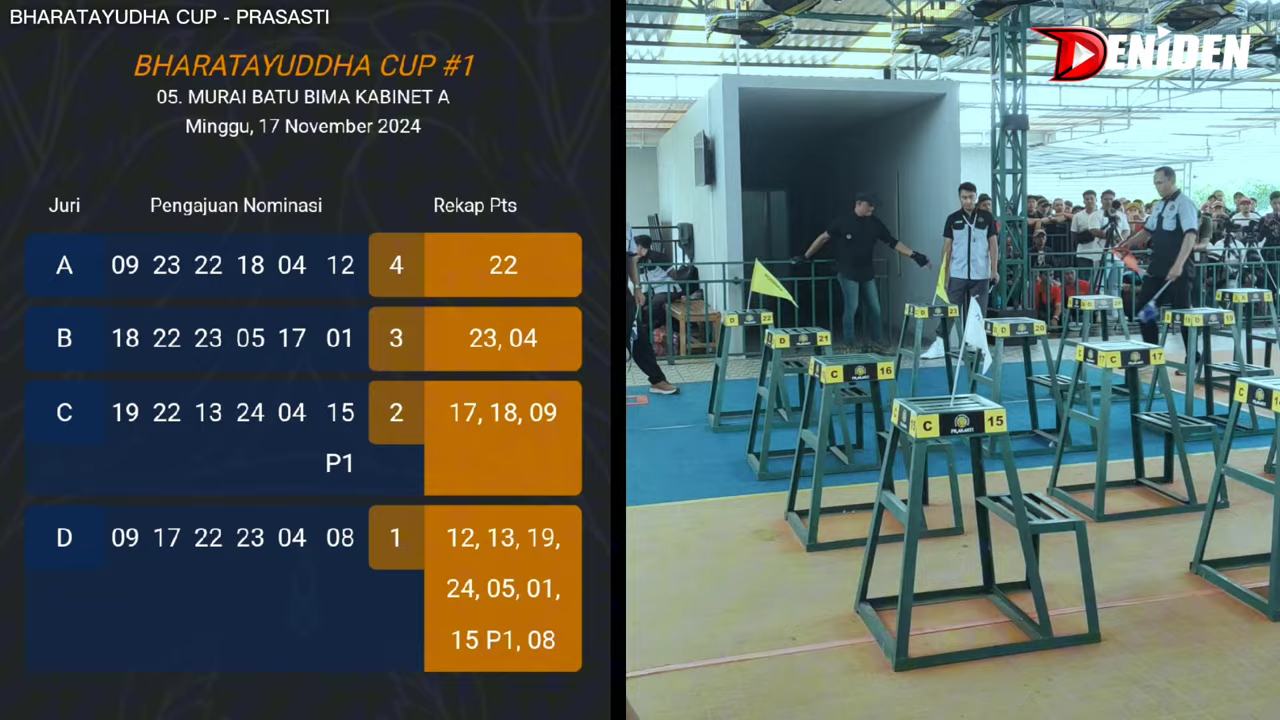 BHARATAYUDHA CUP - PRASASTI
BHARATAYUDDHA CUP #1
05. MURAI BATU BIMA KABINET A
Minggu, 17 November 2024
Juri Pengajuan Nominasi Rekap Pts
A 09 23 22 18 04 12 4 22
B 18 22 23 05 17 01 3 23, 04
C 19 22 13 24 04 15 2 17, 18, 09
P1
D 09 17 22 23 04 08 1 12, 13, 19,
24, 05, 01,
15 P1, 08
DENIDEN
D 22
D 21
D 20
C 16
C 17
C 15
C